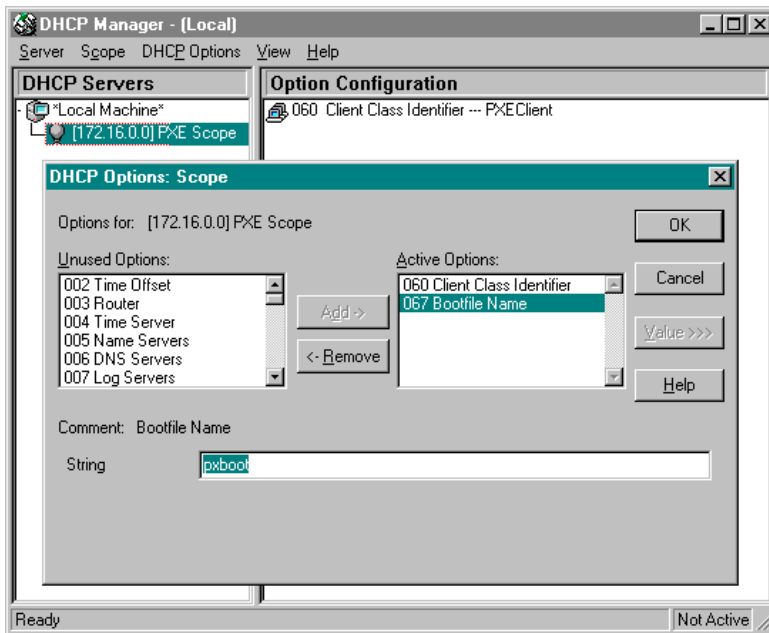 DHCP Manager - (Local)
Server Scope DHCP Options View Help
DHCP Servers
Option Configuration
*Local Machine*
[172.16.0.0] PXE Scope
060 Client Class Identifier --- PXEClient
DHCP Options: Scope
Options for: [172.16.0.0] PXE Scope
OK
Unused Options:
002 Time Offset
003 Router
004 Time Server
005 Name Servers
006 DNS Servers
007 Log Servers
Add ->
<- Remove
Active Options:
060 Client Class Identifier
067 Bootfile Name
Cancel
Value >>>
Help
Comment: Bootfile Name
String
pxboot
Ready
Not Active